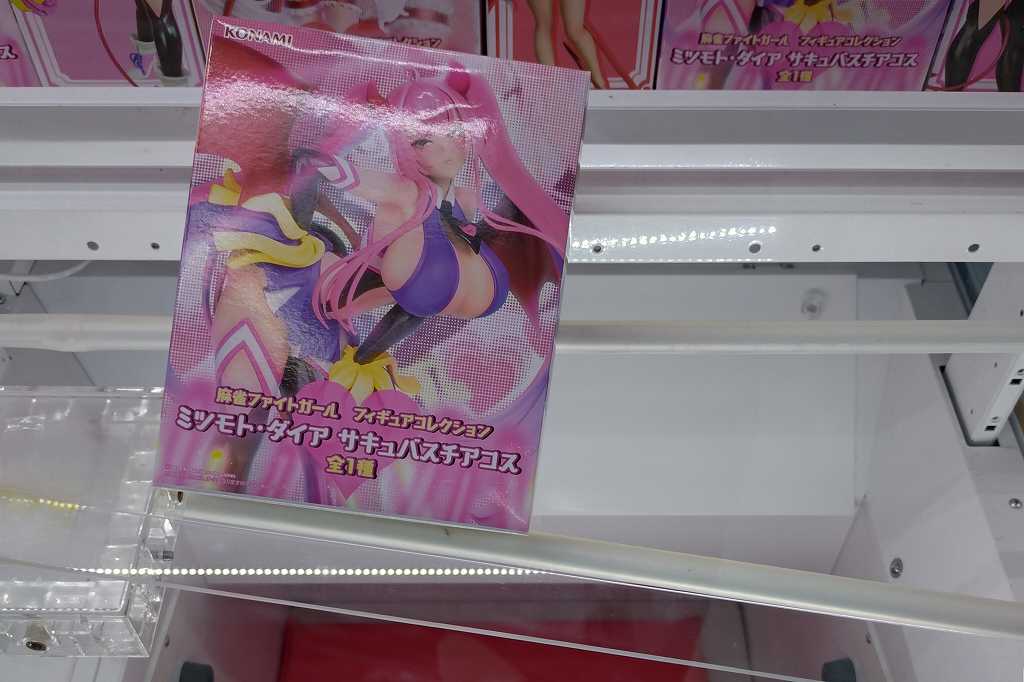 KONAMI
麻雀ファイトガール フィギュアコレクション
ミツモト・ダイア サキュバスチアコス
全1種
麻雀ファイトガール フィギュアコレクション
ミツモト・ダイア サキュバスチアコス
全1種